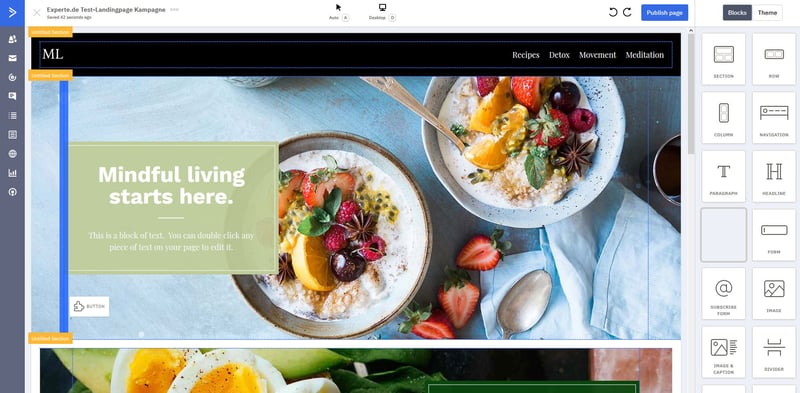 Experte.de Test-Landingpage Kampagne
Saved 42 seconds ago
Auto A
Desktop D
Publish page
Blocks
Theme
Untitled Section
ML
Recipes Detox Movement Meditation
Untitled Section
Mindful living
starts here.
This is a block of text. You can double click any
piece of text on your page to edit it.
BUTTON
Untitled Section
SECTION
ROW
COLUMN
NAVIGATION
PARAGRAPH
HEADLINE
FORM
SUBSCRIBE
FORM
IMAGE
IMAGE &
CAPTION
DIVIDER